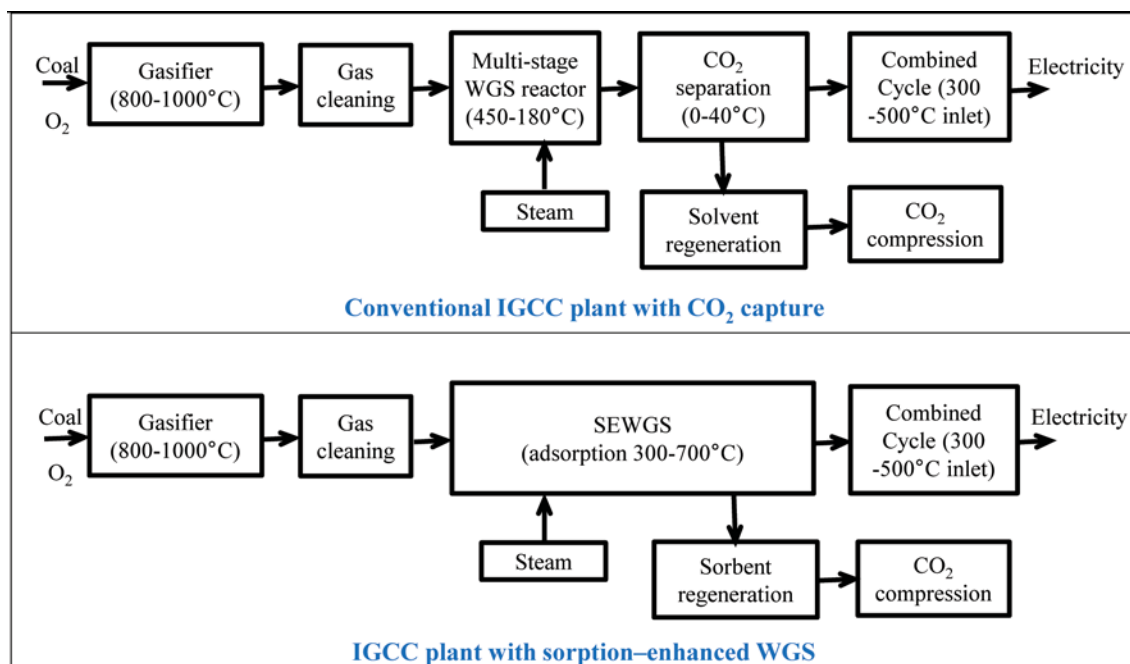 Coal
O₂
Gasifier
(800-1000°C)
Gas
cleaning
Multi-stage
WGS reactor
(450-180°C)
CO₂
separation
(0-40°C)
Combined
Cycle (300
-500°C inlet)
Electricity
Steam
Solvent
regeneration
CO₂
compression
Conventional IGCC plant with CO₂ capture
Coal
O₂
Gasifier
(800-1000°C)
Gas
cleaning
SEWGS
(adsorption 300-700°C)
Combined
Cycle (300
-500°C inlet)
Electricity
Steam
Sorbent
regeneration
CO₂
compression
IGCC plant with sorption–enhanced WGS